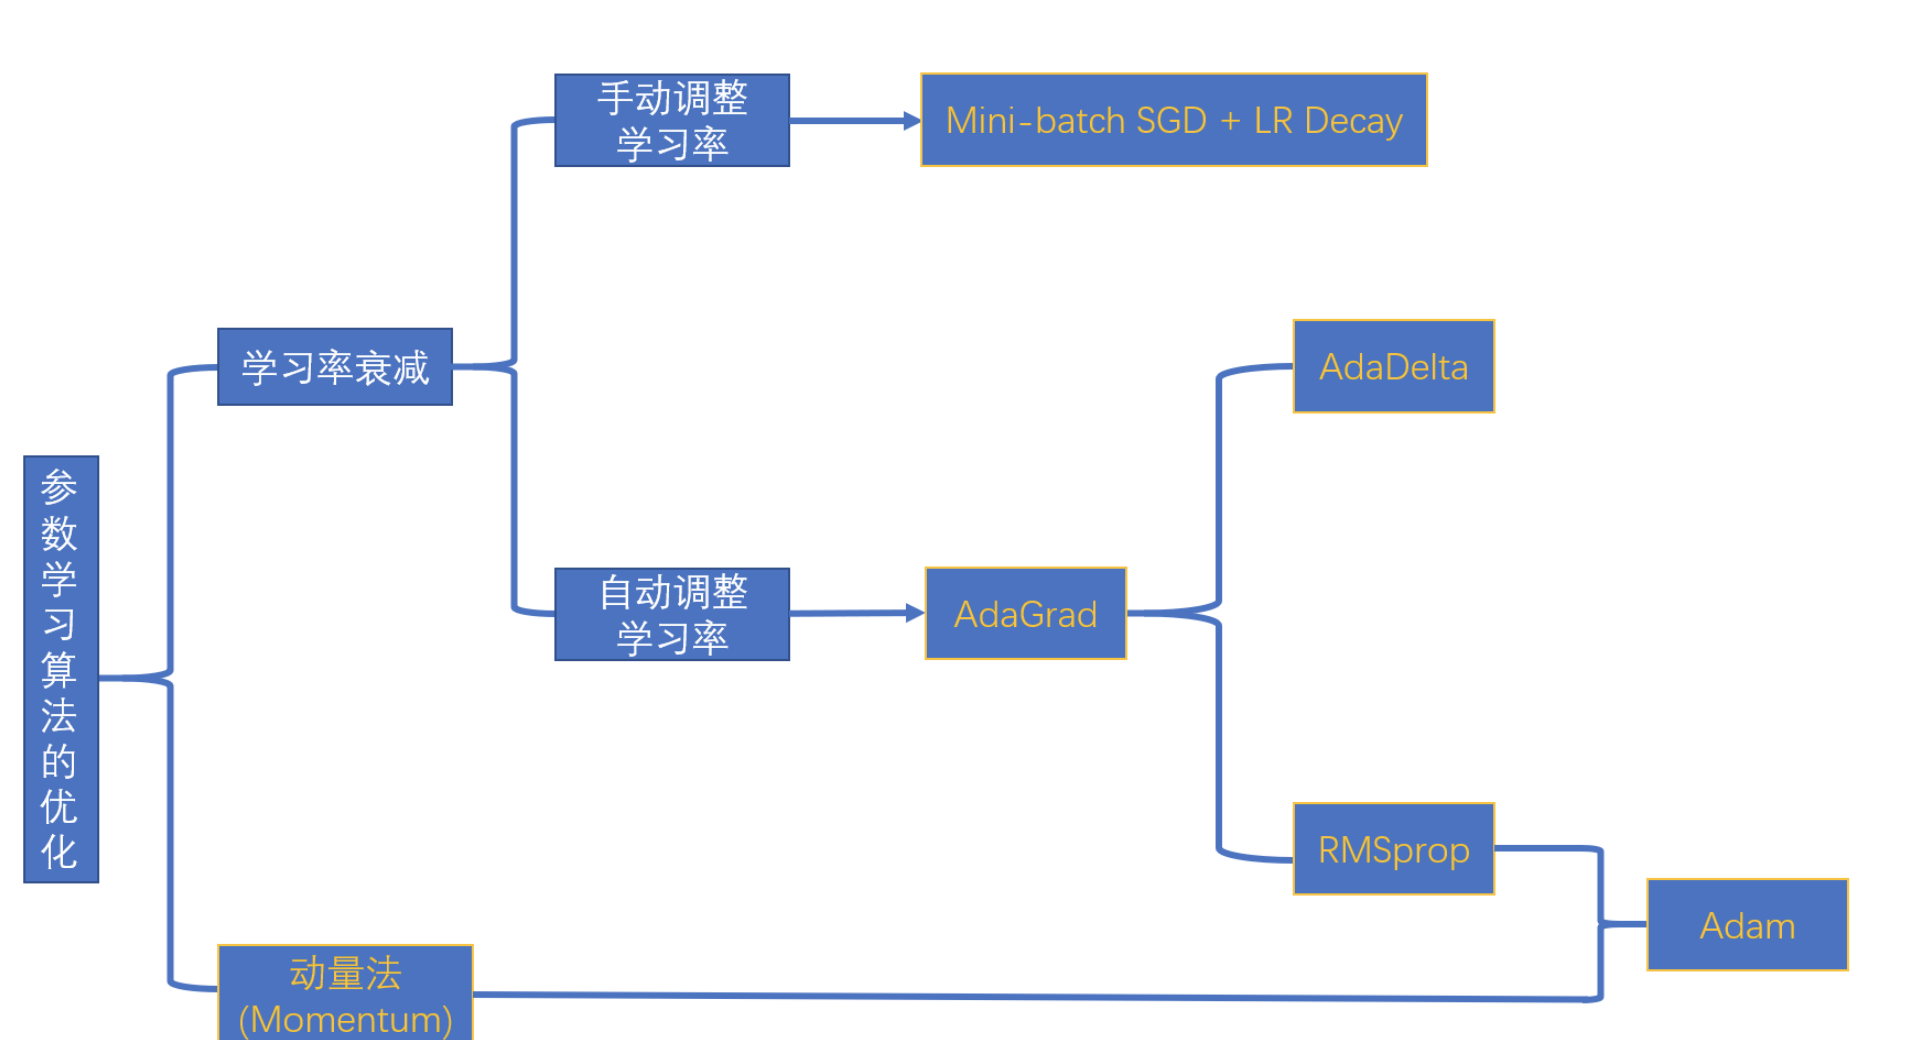 手动调整
学习率
Mini-batch SGD + LR Decay
学习率衰减
AdaDelta
参
数
学
习
算
法
的
优
化
自动调整
学习率
AdaGrad
RMSprop
Adam
动量法
(Momentum)